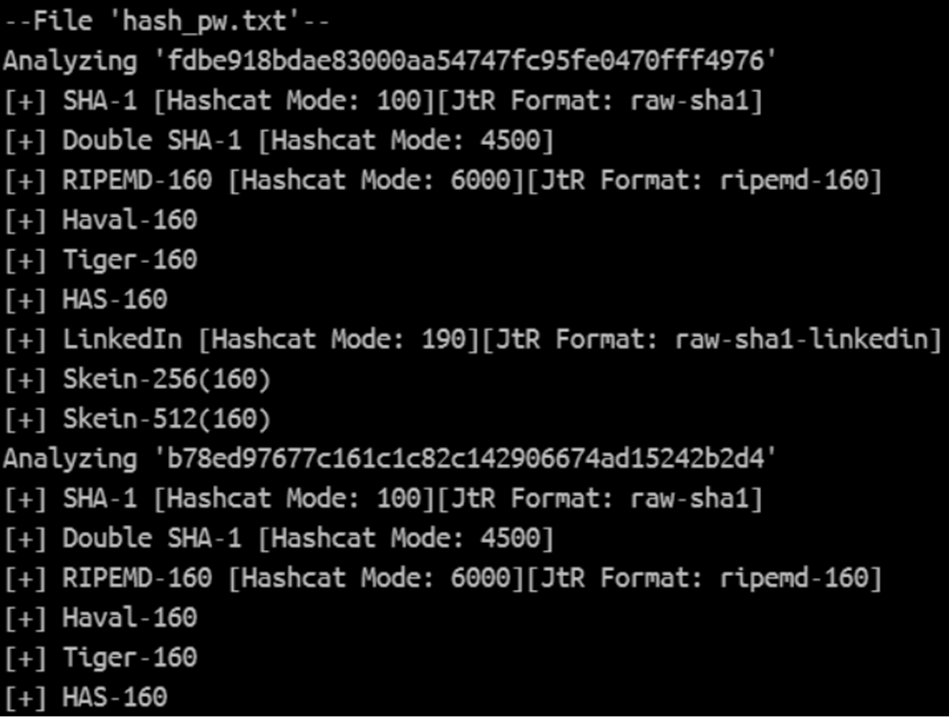 --File 'hash_pw.txt'--
Analyzing 'fdbe918bdae83000aa54747fc95fe0470fff4976'
[+] SHA-1 [Hashcat Mode: 100][JtR Format: raw-sha1]
[+] Double SHA-1 [Hashcat Mode: 4500]
[+] RIPEMD-160 [Hashcat Mode: 6000][JtR Format: ripemd-160]
[+] Haval-160
[+] Tiger-160
[+] HAS-160
[+] LinkedIn [Hashcat Mode: 190][JtR Format: raw-sha1-linkedin]
[+] Skein-256(160)
[+] Skein-512(160)
Analyzing 'b78ed97677c161c1c82c142906674ad15242b2d4'
[+] SHA-1 [Hashcat Mode: 100][JtR Format: raw-sha1]
[+] Double SHA-1 [Hashcat Mode: 4500]
[+] RIPEMD-160 [Hashcat Mode: 6000][JtR Format: ripemd-160]
[+] Haval-160
[+] Tiger-160
[+] HAS-160